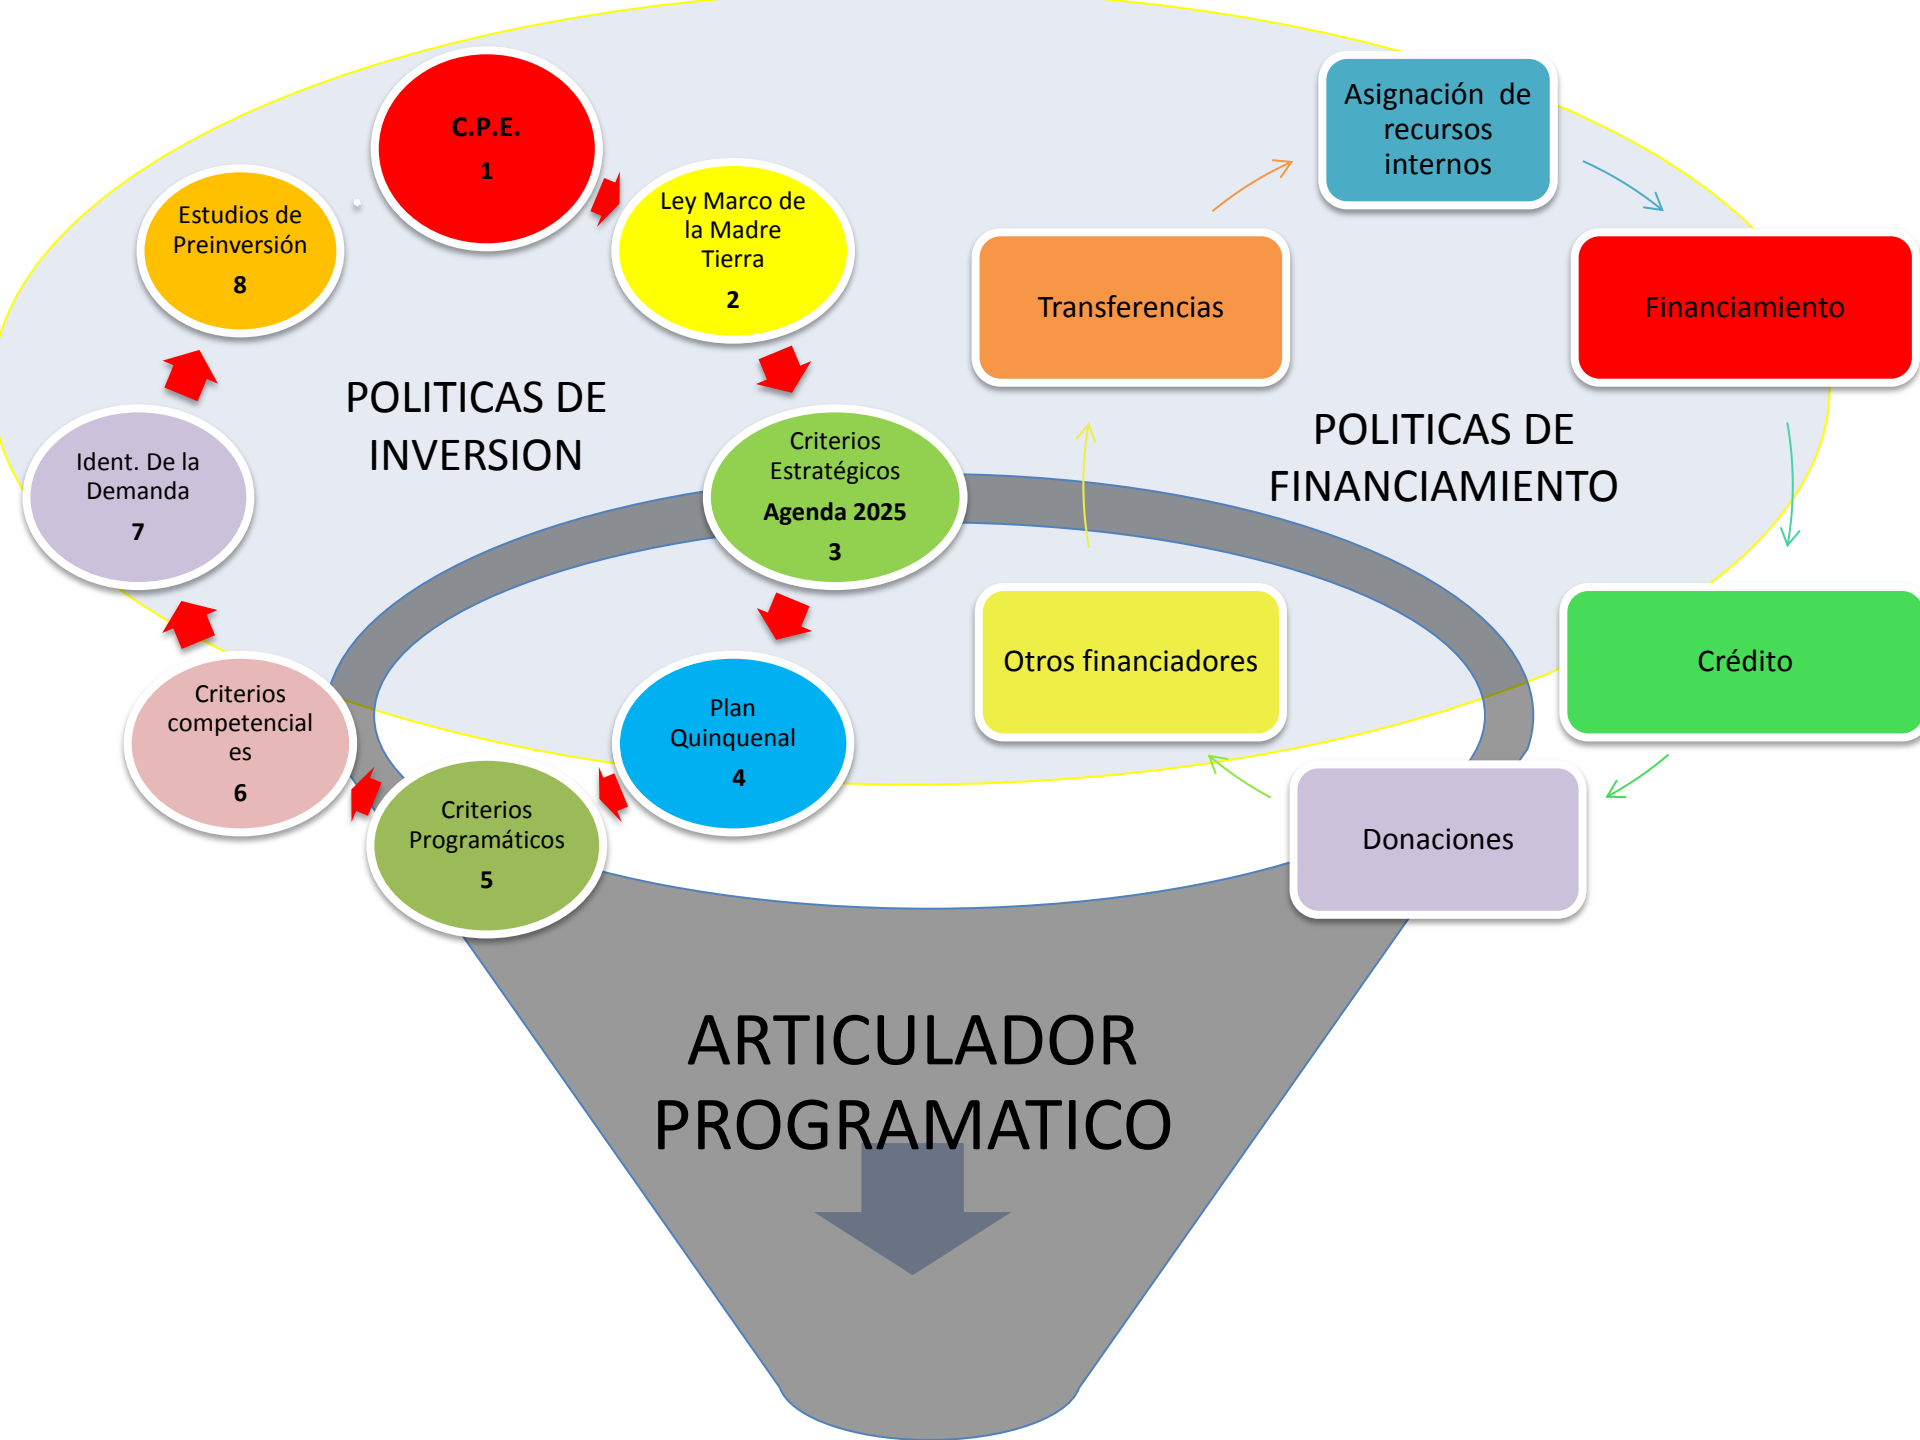 C.P.E.
1
Ley Marco de
la Madre
Tierra
2
Criterios
Estratégicos
Agenda 2025
3
Plan
Quinquenal
4
Criterios
Programáticos
5
Criterios
competencial
es
6
Ident. De la
Demanda
7
Estudios de
Preinversión
8
POLITICAS DE
INVERSION
Asignación de
recursos
internos
Financiamiento
Crédito
Donaciones
Otros financiadores
Transferencias
POLITICAS DE
FINANCIAMIENTO
ARTICULADOR
PROGRAMATICO